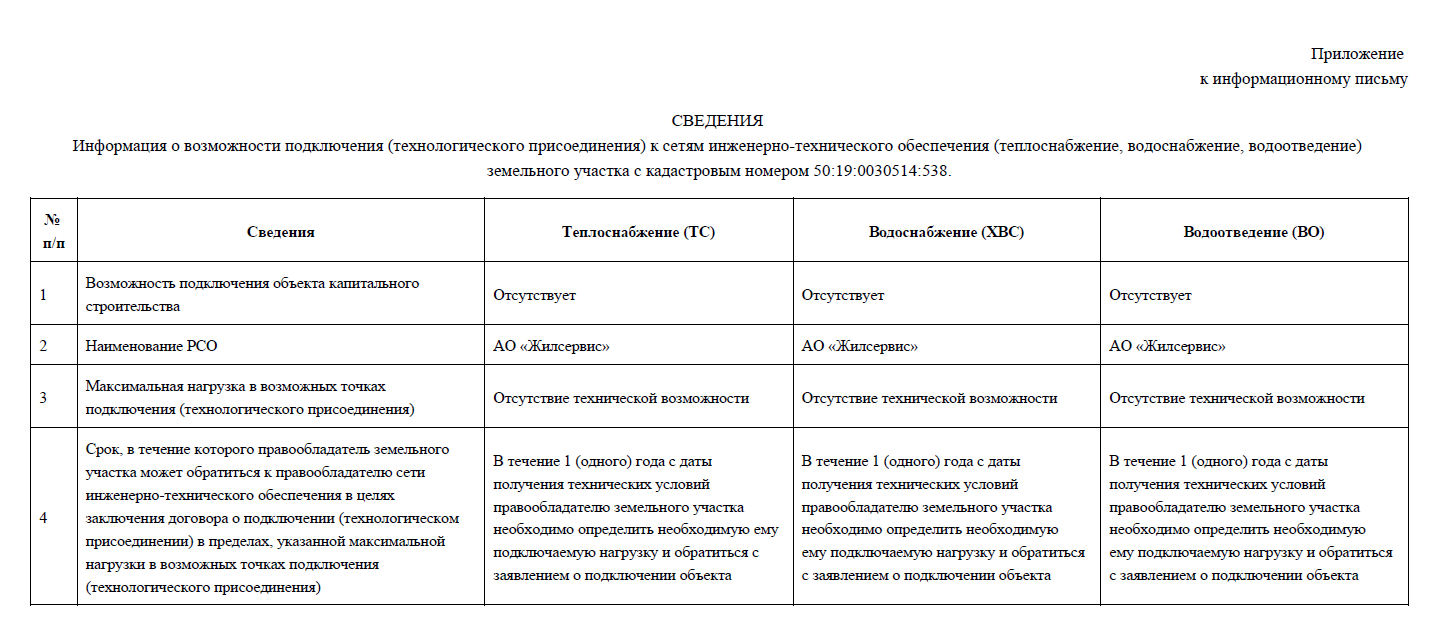 Приложение
к информационному письму
СВЕДЕНИЯ
Информация о возможности подключения (технологического присоединения) к сетям инженерно-технического обеспечения (теплоснабжение, водоснабжение, водоотведение)
земельного участка с кадастровым номером 50:19:0030514:538.
№
п/п
Сведения
Теплоснабжение (ТС)
Водоснабжение (ХВС)
Водоотведение (ВО)
1
Возможность подключения объекта капитального
строительства
Отсутствует
Отсутствует
Отсутствует
2
Наименование РСО
АО «Жилсервис»
АО «Жилсервис»
АО «Жилсервис»
3
Максимальная нагрузка в возможных точках
подключения (технологического присоединения)
Отсутствие технической возможности
Отсутствие технической возможности
Отсутствие технической возможности
4
Срок, в течение которого правообладатель земельного
участка может обратиться к правообладателю сети
инженерно-технического обеспечения в целях
заключения договора о подключении (технологическом
присоединении) в пределах, указанной максимальной
нагрузки в возможных точках подключения
(технологического присоединения)
В течение 1 (одного) года с даты
получения технических условий
правообладателю земельного участка
необходимо определить необходимую ему
подключаемую нагрузку и обратиться с
заявлением о подключении объекта
В течение 1 (одного) года с даты
получения технических условий
правообладателю земельного участка
необходимо определить необходимую
ему подключаемую нагрузку и обратиться
с заявлением о подключении объекта
В течение 1 (одного) года с даты
получения технических условий
правообладателю земельного участка
необходимо определить необходимую
ему подключаемую нагрузку и обратиться
с заявлением о подключении объекта